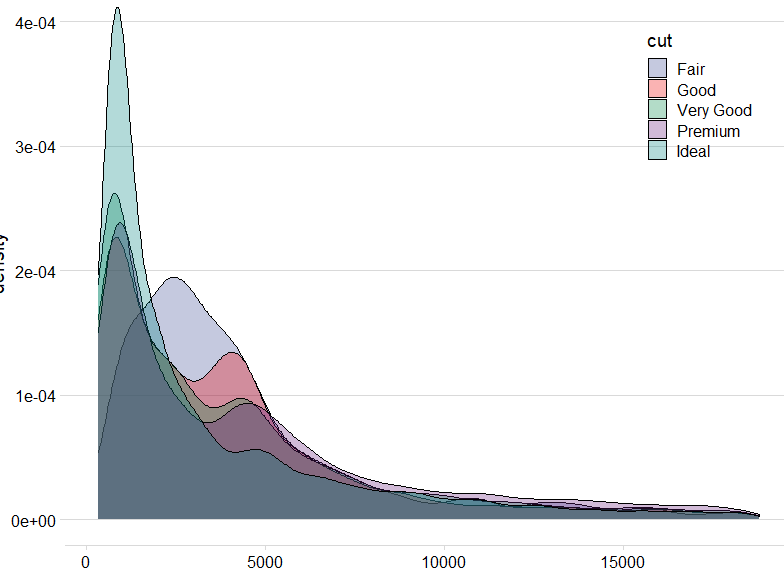 4e-04
3e-04
2e-04
1e-04
0e+00
density
0
5000
10000
15000
cut
Fair
Good
Very Good
Premium
Ideal